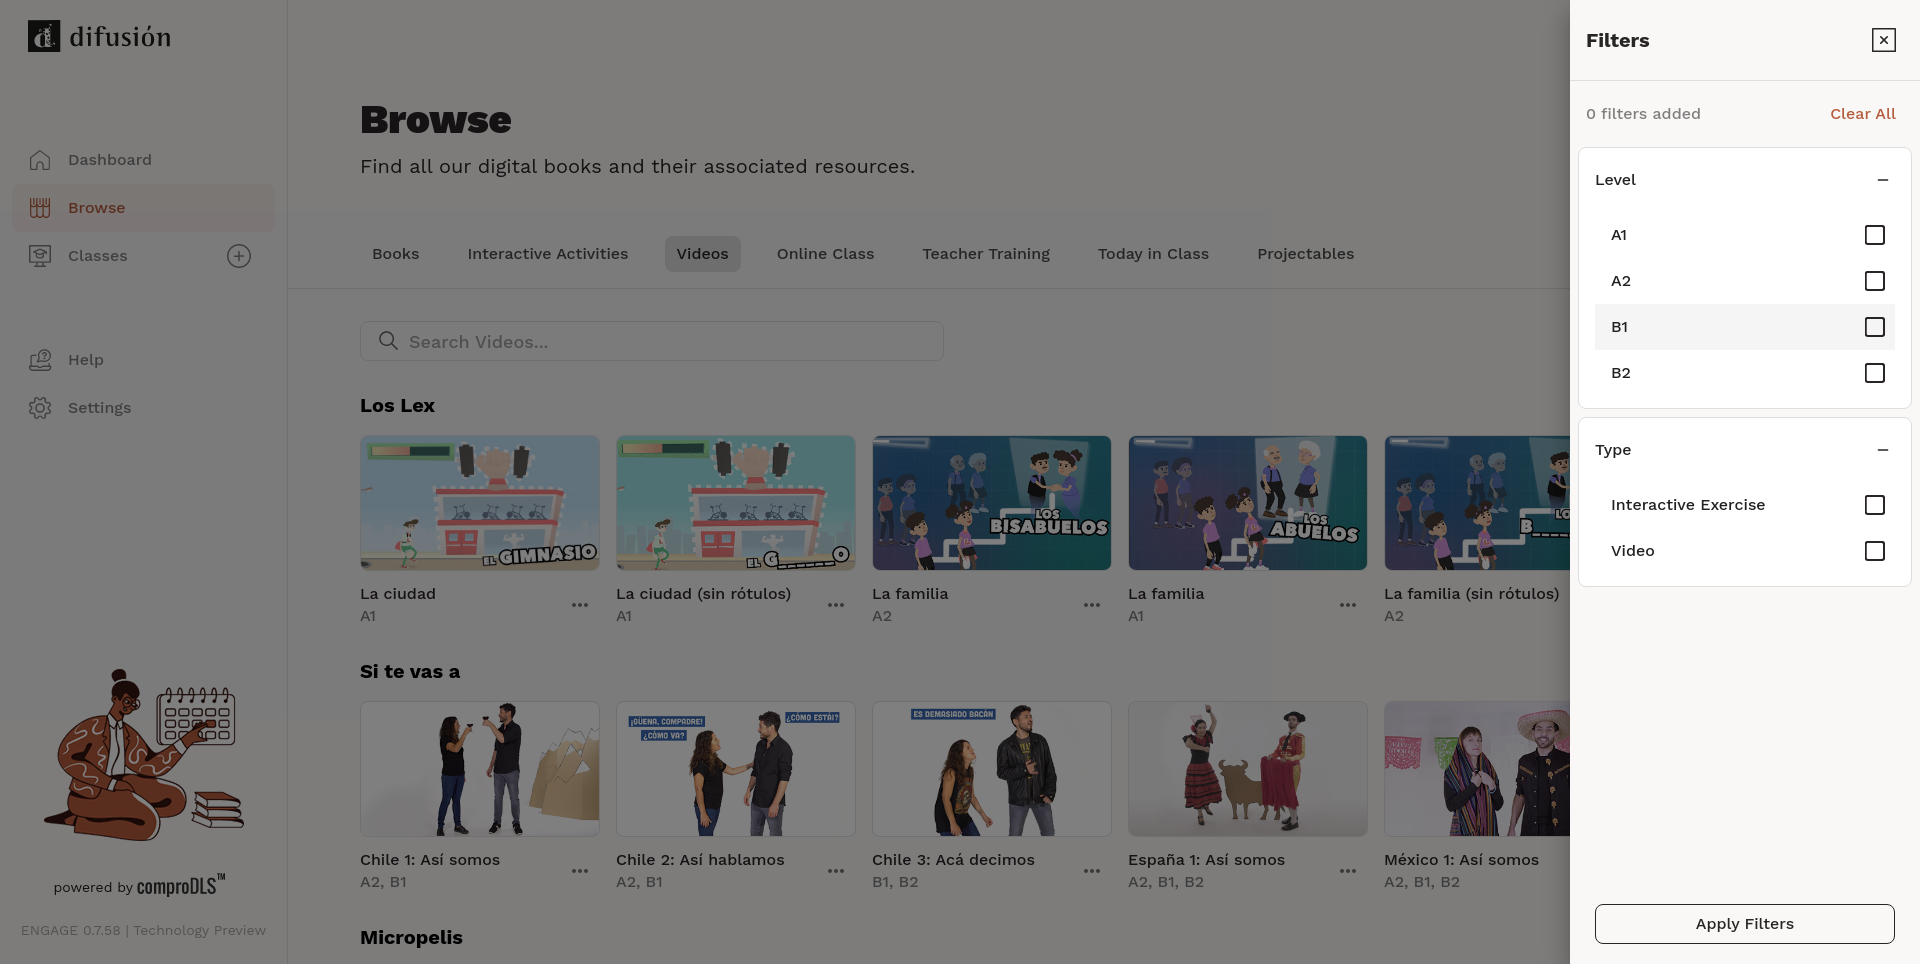 difusión
Dashboard
Browse
Classes
Help
Settings
powered by comproDLS™
ENGAGE 0.7.58 | Technology Preview
Browse
Find all our digital books and their associated resources.
Books
Interactive Activities
Videos
Online Class
Teacher Training
Today in Class
Projectables
Search Videos...
Los Lex
EL GIMNASIO
EL G
LOS
BISABUELOS
LOS
ABUELOS
B LO
La ciudad
A1
La ciudad (sin rótulos)
A1
La familia
A2
La familia
A1
La familia (sin rótulos)
A2
Si te vas a
¡QÜENA, COMPADRE!
¿CÓMO VA?
¿CÓMO ESTÁI?
ES DEMASIADO BACÁN
Chile 1: Así somos
A2, B1
Chile 2: Así hablamos
A2, B1
Chile 3: Acá decimos
B1, B2
España 1: Así somos
A2, B1, B2
México 1: Así somos
A2, B1, B2
Micropelis
Filters
0 filters added
Clear All
Level
A1
A2
B1
B2
Type
Interactive Exercise
Video
Apply Filters